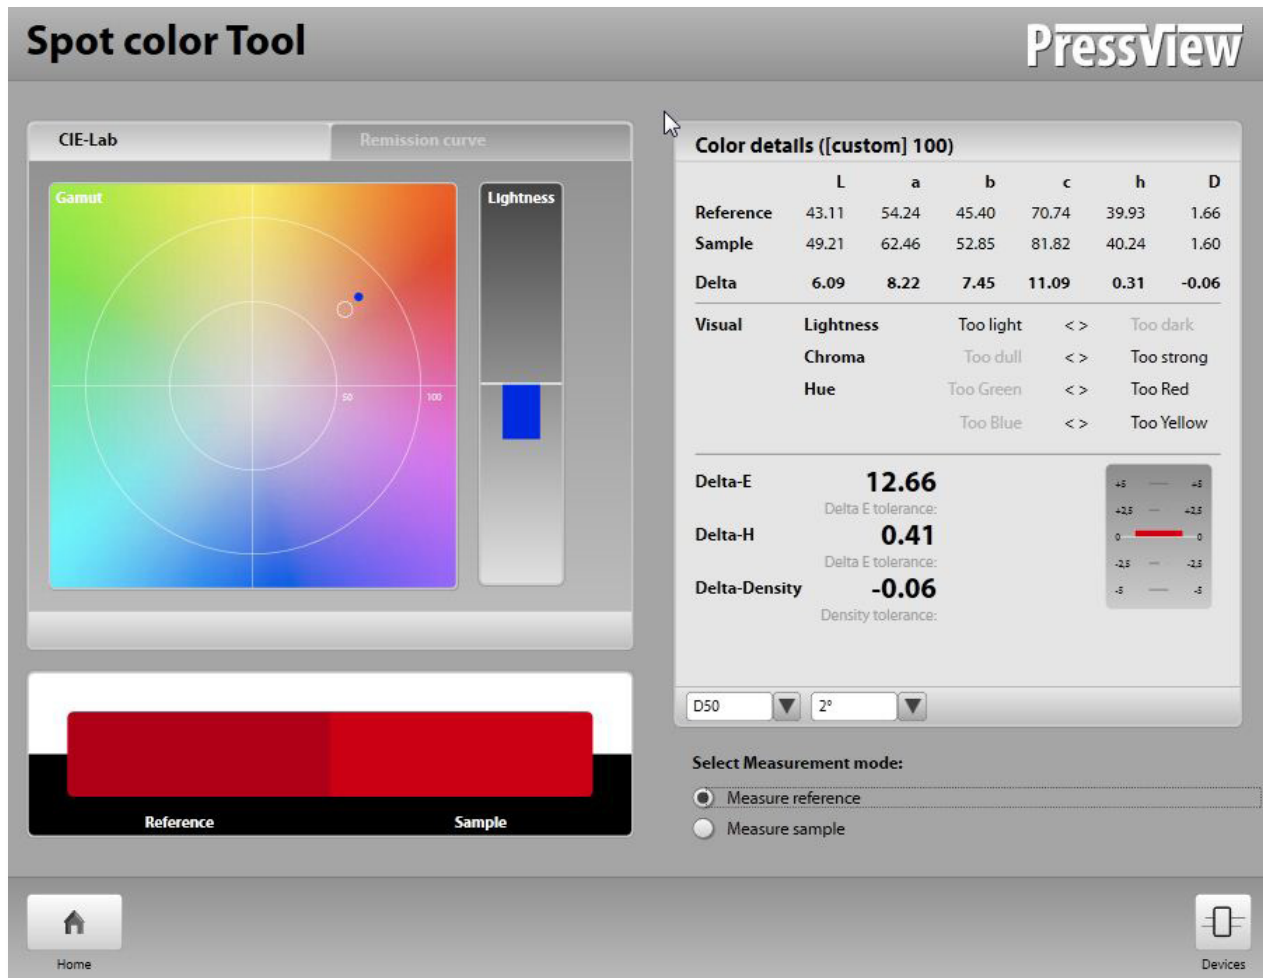 Spot color Tool
PressView
CIE-Lab
Remission curve
Gamut
50
100
Lightness
Reference
Sample
Color details ([custom] 100)
L a b c h D
Reference 43.11 54.24 45.40 70.74 39.93 1.66
Sample 49.21 62.46 52.85 81.82 40.24 1.60
Delta 6.09 8.22 7.45 11.09 0.31 -0.06
Visual Lightness Too light < > Too dark
Chroma Too dull < > Too strong
Hue Too Green < > Too Red
Too Blue < > Too Yellow
Delta-E 12.66
Delta E tolerance:
Delta-H 0.41
Delta E tolerance:
Delta-Density -0.06
Density tolerance:
+5 +5
+2,5 +2,5
0 0
-2,5 -2,5
-5 -5
D50 2°
Select Measurement mode:
Measure reference
Measure sample
Home
Devices